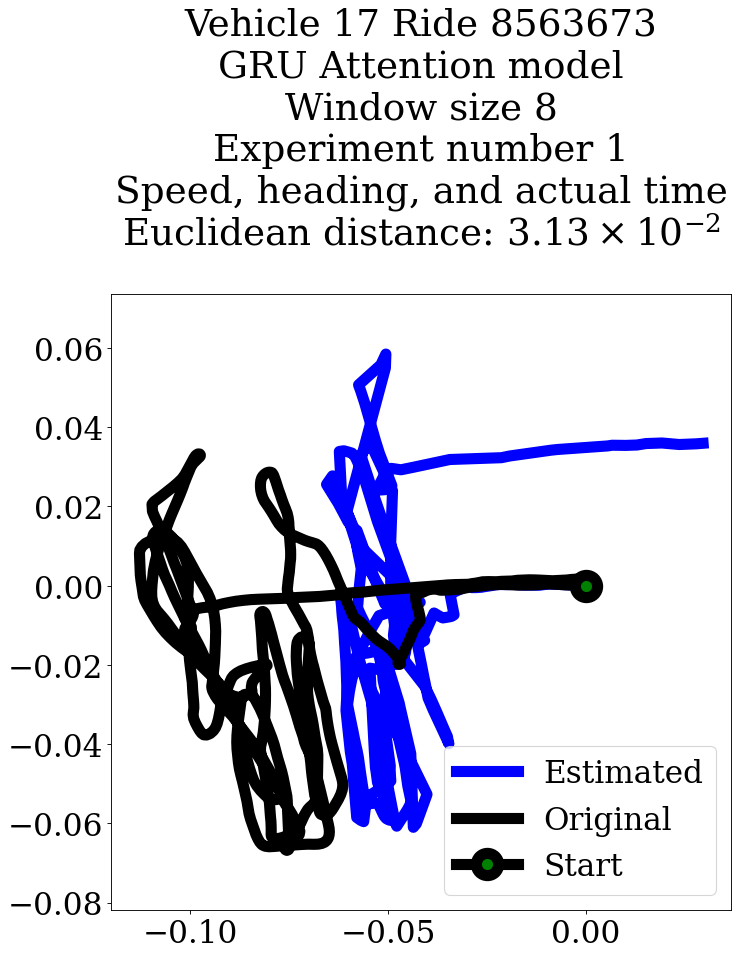 Vehicle 17 Ride 8563673
GRU Attention model
Window size 8
Experiment number 1
Speed, heading, and actual time
Euclidean distance: 3.13 × 10⁻²
0.06
0.04
0.02
0.00
−0.02
−0.04
−0.06
−0.08
−0.10
−0.05
0.00
Estimated
Original
Start